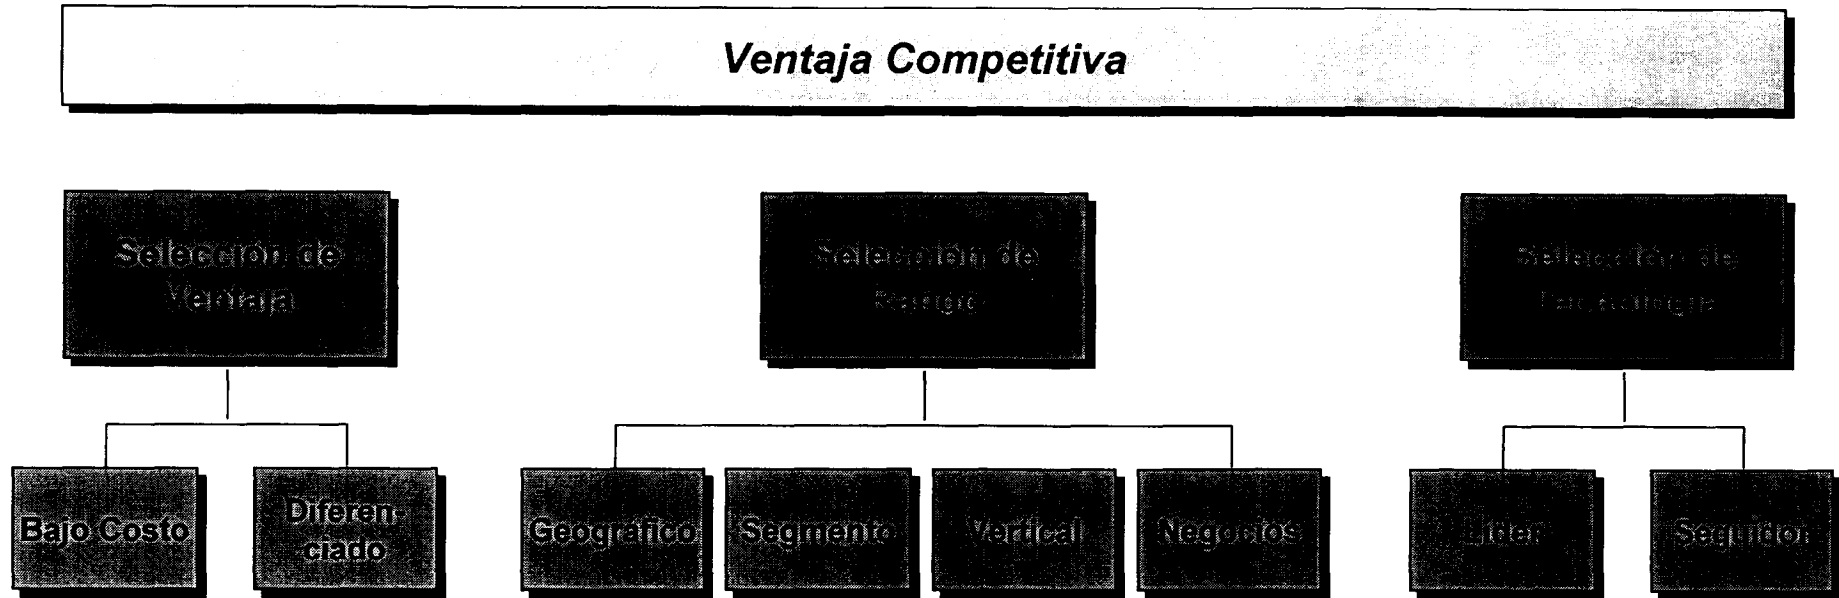 Ventaja Competitiva
Selección de
Ventaja
Selección de
Rango
Selección de
Tecnología
Bajo Costo
Diferen
ciado
Geográfico
Segmento
Vertical
Negocios
Líder
Seguidor